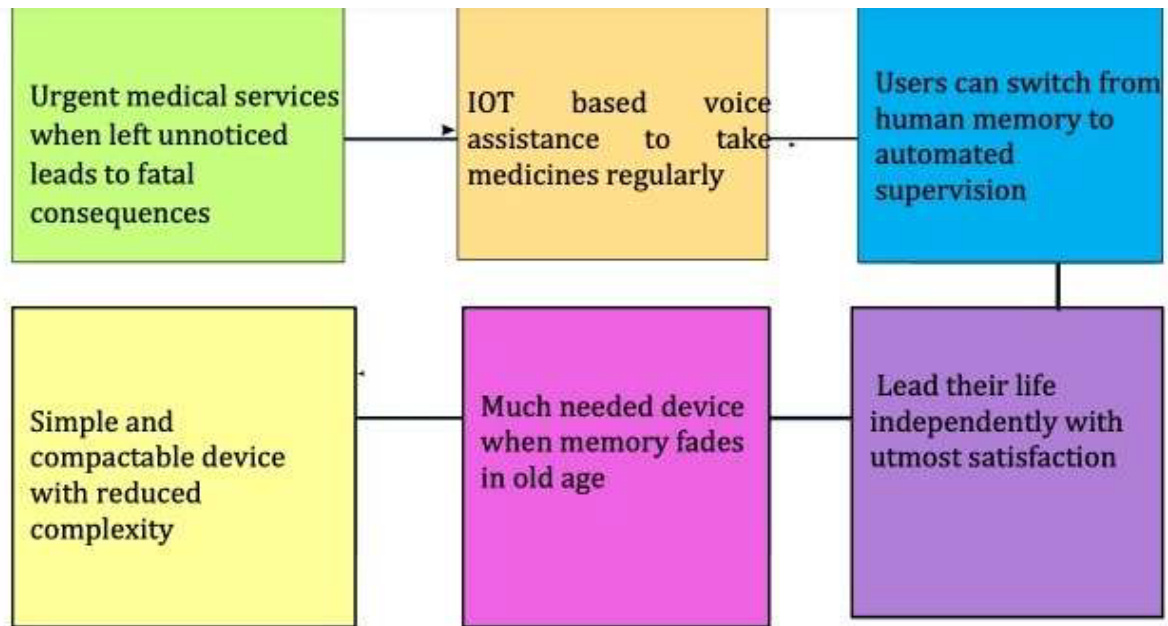 Urgent medical services
when left unnoticed
leads to fatal
consequences
IOT based voice
assistance to take
medicines regularly
Users can switch from
human memory to
automated
supervision
Lead their life
independently with
utmost satisfaction
Much needed device
when memory fades
in old age
Simple and
compactable device
with reduced
complexity